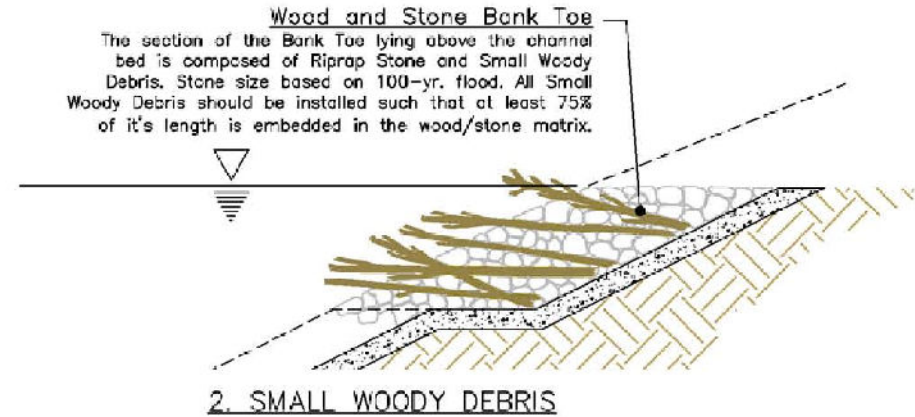 Wood and Stone Bank Toe
The section of the Bank Toe lying above the channel
bed is composed of Riprap Stone and Small Woody
Debris. Stone size based on 100-yr. flood. All Small
Woody Debris should be installed such that at least 75%
of it's length is embedded in the wood/stone matrix.
2. SMALL WOODY DEBRIS